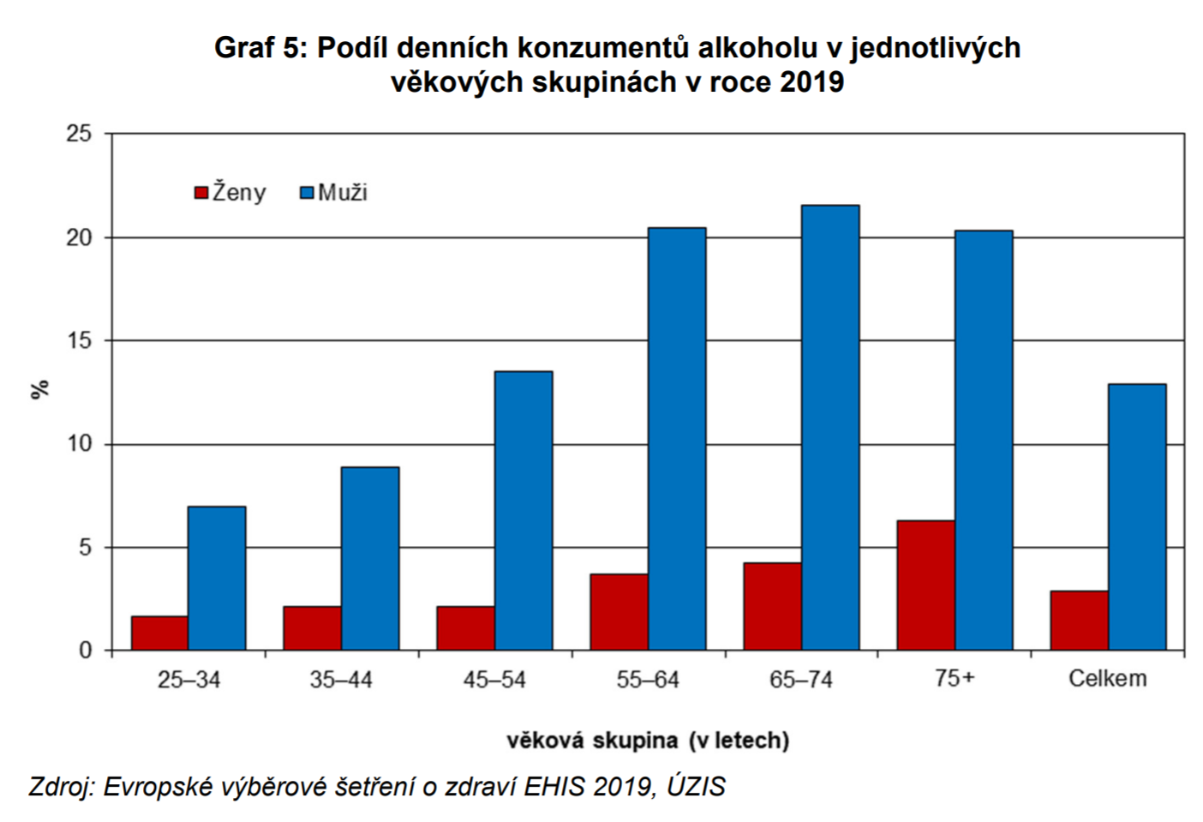 Graf 5: Podíl denních konzumentů alkoholu v jednotlivých
věkových skupinách v roce 2019
25
20
15
10
5
0
%
Ženy Muži
25–34 35–44 45–54 55–64 65–74 75+ Celkem
věková skupina (v letech)
Zdroj: Evropské výběrové šetření o zdraví EHIS 2019, ÚZIS